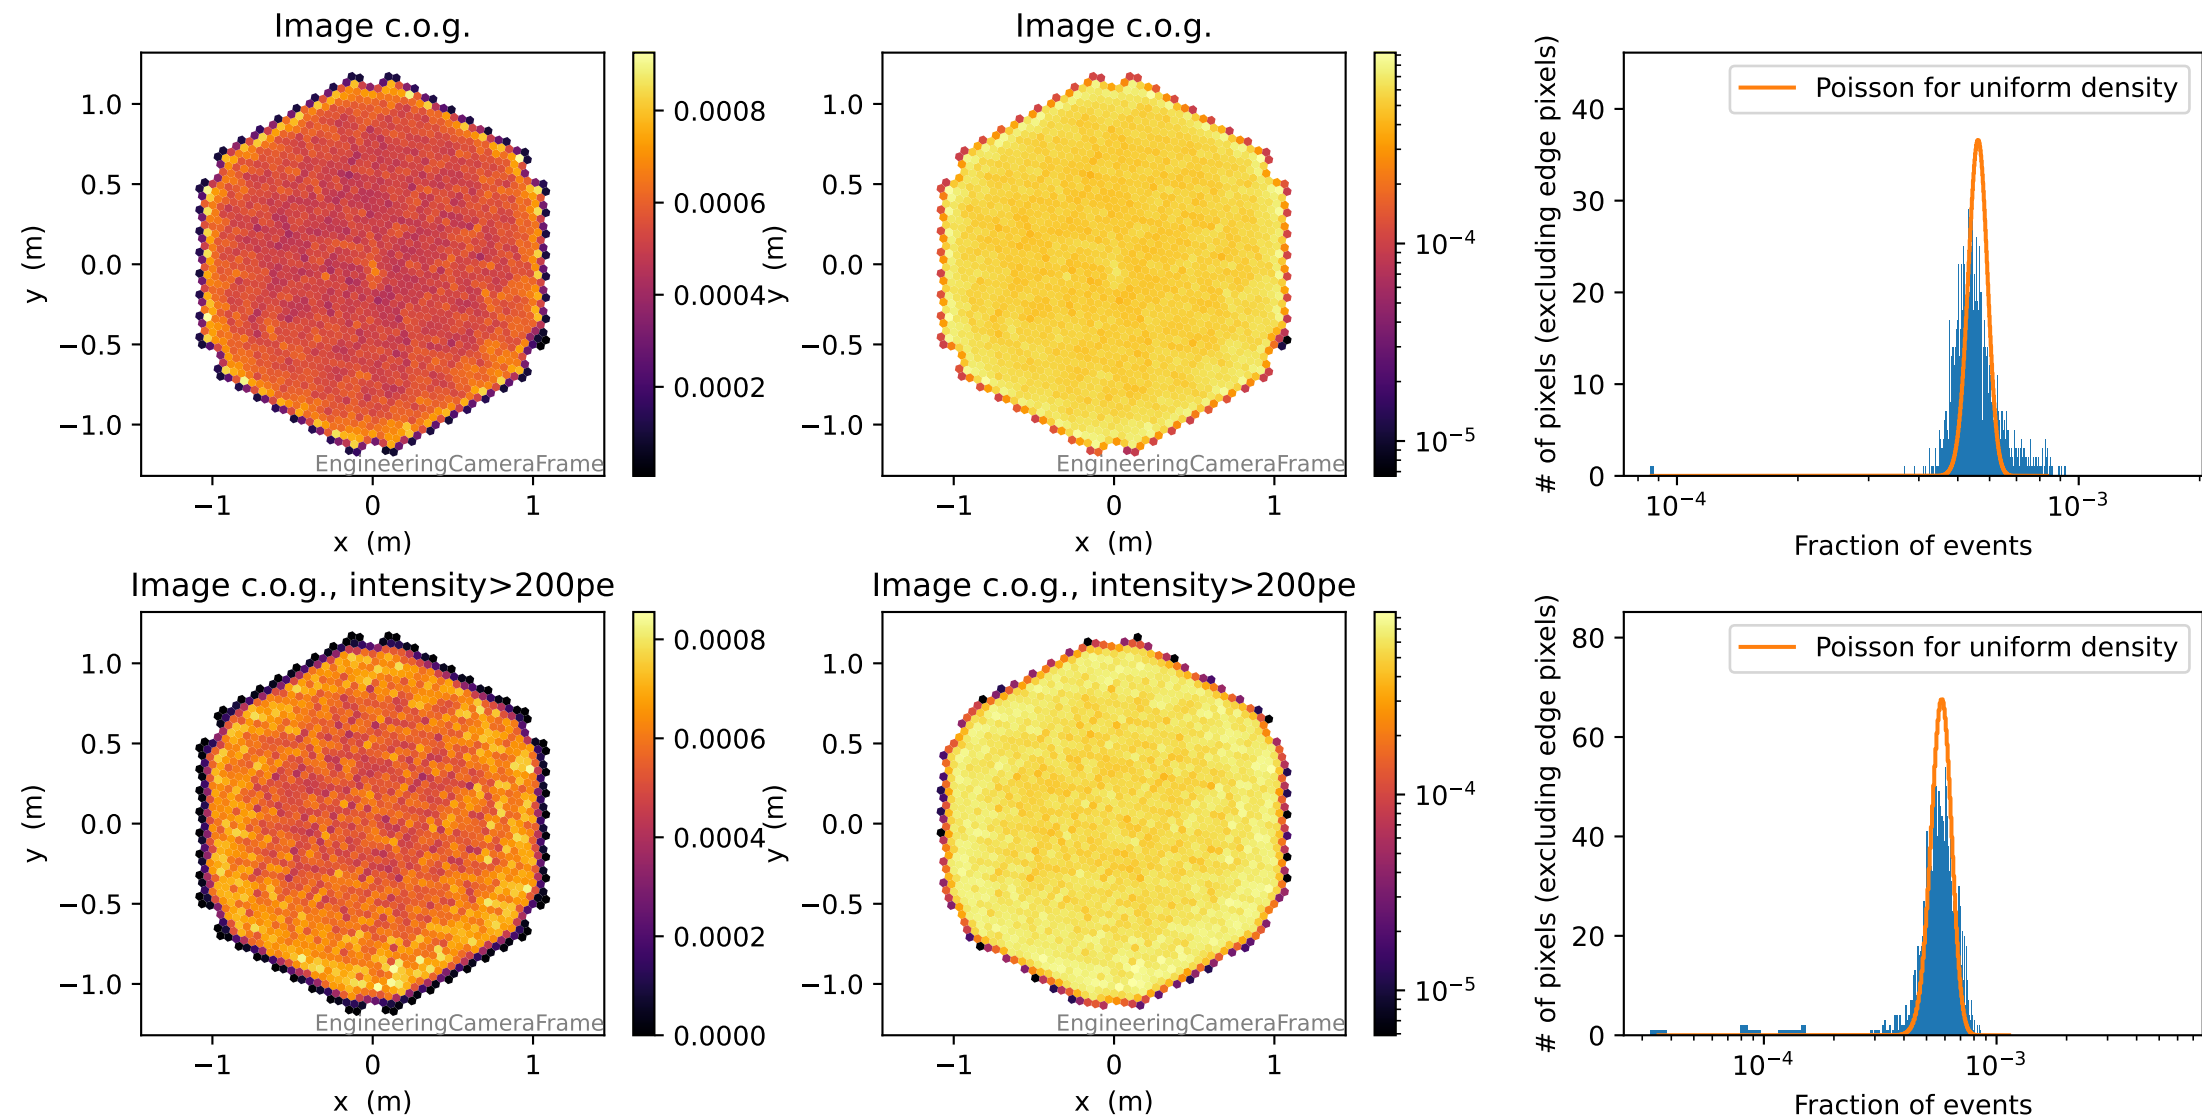 Image c.o.g.
y (m)
1.0
0.5
0.0
−0.5
−1.0
EngineeringCameraFrame
−1 0 1
x (m)
0.0008
0.0006
0.0004
0.0002
Image c.o.g.
y (m)
1.0
0.5
0.0
−0.5
−1.0
EngineeringCameraFrame
−1 0 1
x (m)
10−4
10−5
# of pixels (excluding edge pixels)
40
30
20
10
0
Poisson for uniform density
10−4 10−3
Fraction of events
Image c.o.g., intensity>200pe
y (m)
1.0
0.5
0.0
−0.5
−1.0
EngineeringCameraFrame
−1 0 1
x (m)
0.0008
0.0006
0.0004
0.0002
0.0000
Image c.o.g., intensity>200pe
y (m)
1.0
0.5
0.0
−0.5
−1.0
EngineeringCameraFrame
−1 0 1
x (m)
10−4
10−5
# of pixels (excluding edge pixels)
80
60
40
20
0
Poisson for uniform density
10−4 10−3
Fraction of events